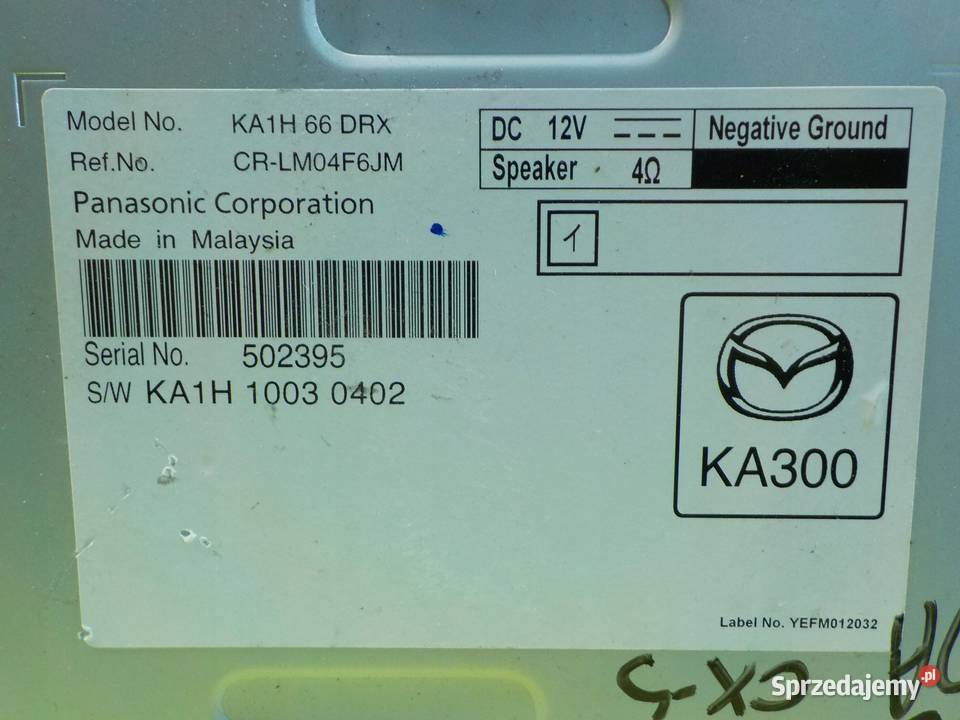 Model No. KA1H 66 DRX
Ref.No. CR-LM04F6JM
Panasonic Corporation
Made in Malaysia
Serial No. 502395
S/W KA1H 1003 0402
DC 12V
Negative Ground
Speaker 4Ω
イ
KA300
Label No. YEFM012032
CX-5
Sprzedajemy.pl